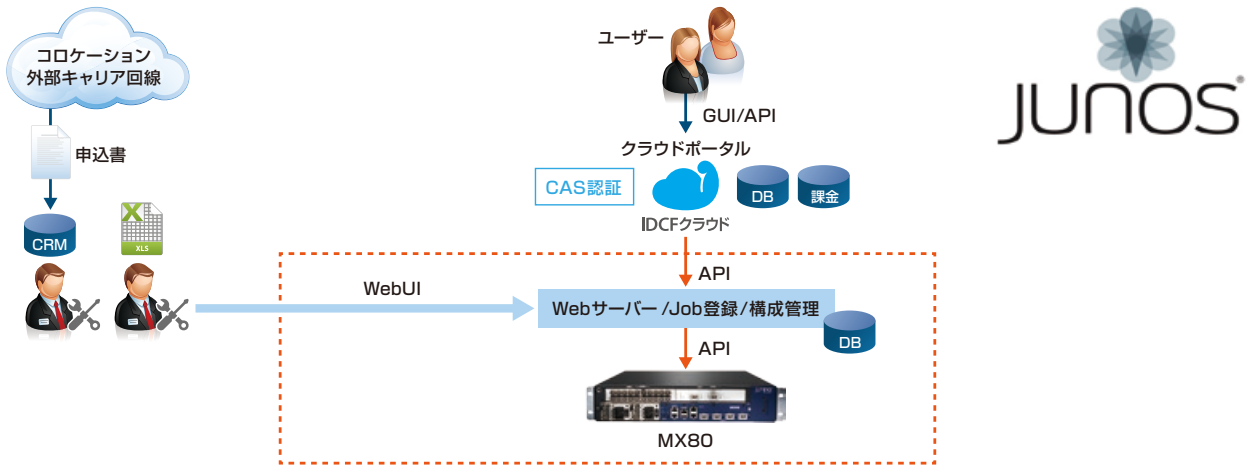 コロケーション
外部キャリア回線
申込書
CRM
XLS
ユーザー
GUI/API
クラウドポータル
CAS認証
DB
課金
IDCFクラウド
API
WebUI
Webサーバー/Job登録/構成管理
DB
API
MX80
JUNOS®